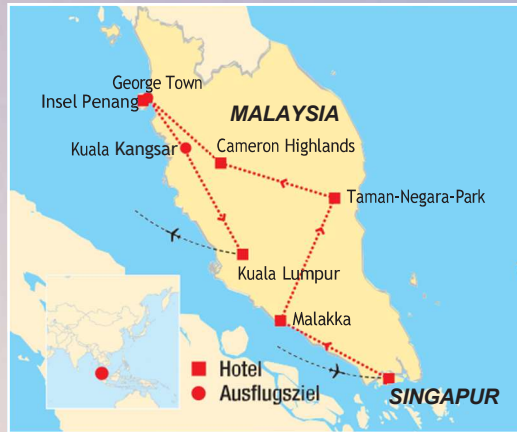 George Town
Insel Penang
MALAYSIA
Kuala Kangsar
Cameron Highlands
Taman-Negara-Park
Kuala Lumpur
Malakka
Hotel
Ausflugsziel
SINGAPUR